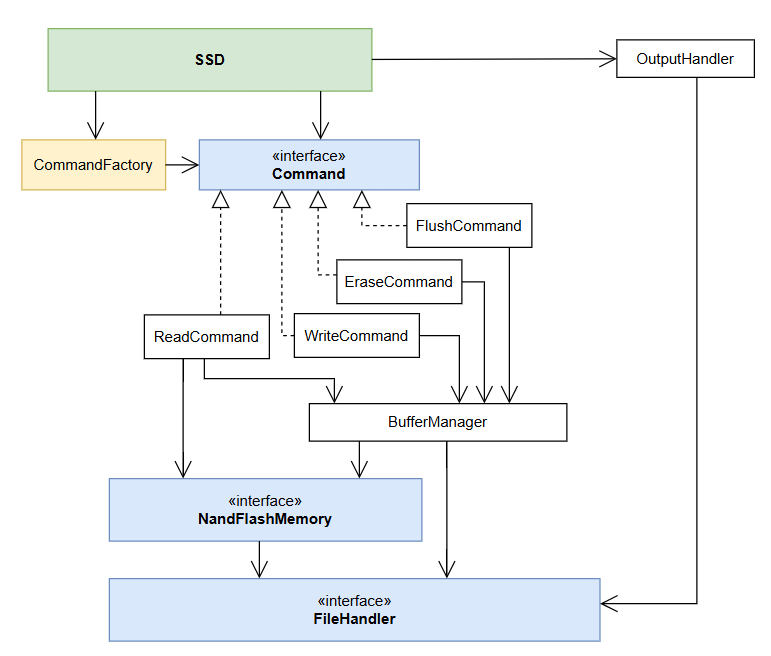 SSD
OutputHandler
CommandFactory
«interface»
Command
FlushCommand
EraseCommand
ReadCommand
WriteCommand
BufferManager
«interface»
NandFlashMemory
«interface»
FileHandler